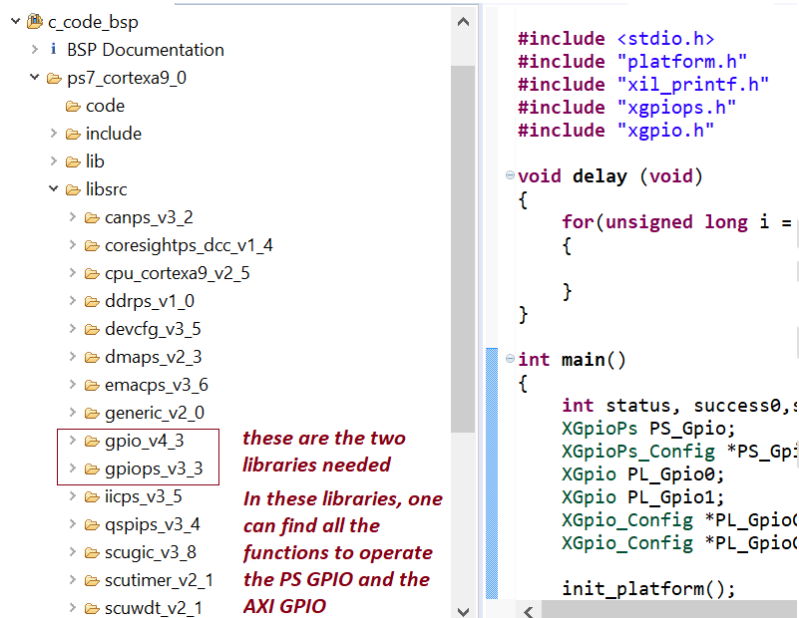 c_code_bsp
BSP Documentation
ps7_cortexa9_0
code
include
lib
libsrc
canps_v3_2
coresightps_dcc_v1_4
cpu_cortexa9_v2_5
ddrps_v1_0
devcfg_v3_5
dmaps_v2_3
emacps_v3_6
generic_v2_0
gpio_v4_3
gpiops_v3_3
iicps_v3_5
qspips_v3_4
scugic_v3_8
scutimer_v2_1
scuwdt_v2_1
these are the two
libraries needed
In these libraries, one
can find all the
functions to operate
the PS GPIO and the
AXI GPIO
#include <stdio.h>
#include "platform.h"
#include "xil_printf.h"
#include "xgpiops.h"
#include "xgpio.h"
void delay (void)
{
for(unsigned long i =
{
}
}
int main()
{
int status, success0,s
XGpioPs PS_Gpio;
XGpioPs_Config *PS_Gpi
XGpio PL_Gpio0;
XGpio PL_Gpio1;
XGpio_Config *PL_Gpio
XGpio_Config *PL_Gpio
init_platform();